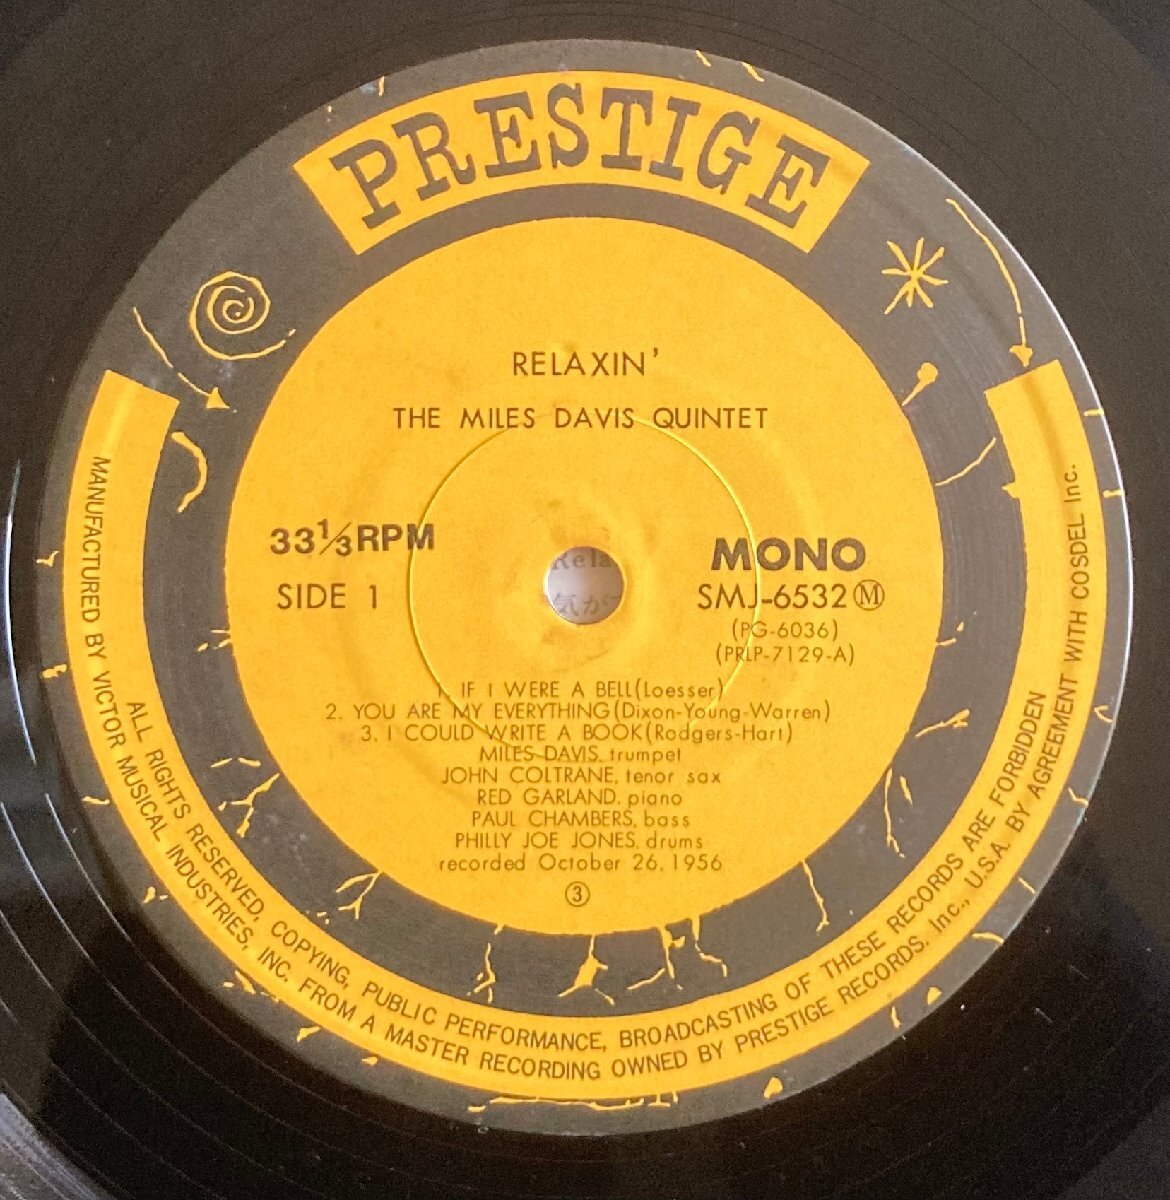 PRESTIGE
RELAXIN'
THE MILES DAVIS QUINTET
33⅓RPM
SIDE 1
MONO
SMJ-6532Ⓜ
(PG-6036)
(PRLP-7129-A)
1. IF I WERE A BELL(Loesser)
2. YOU ARE MY EVERYTHING(Dixon-Young-Warren)
3. I COULD WRITE A BOOK(Rodgers-Hart)
MILES DAVIS, trumpet
JOHN COLTRANE, tenor sax
RED GARLAND, piano
PAUL CHAMBERS, bass
PHILLY JOE JONES, drums
recorded October 26, 1956
③
ALL RIGHTS RESERVED, COPYING, PUBLIC PERFORMANCE, BROADCASTING OF THESE RECORDS ARE FORBIDDEN
MANUFACTURED BY VICTOR MUSICAL INDUSTRIES, INC. FROM A MASTER RECORDING OWNED BY PRESTIGE RECORDS, Inc., U.S.A. BY AGREEMENT WITH COSDEL Inc.